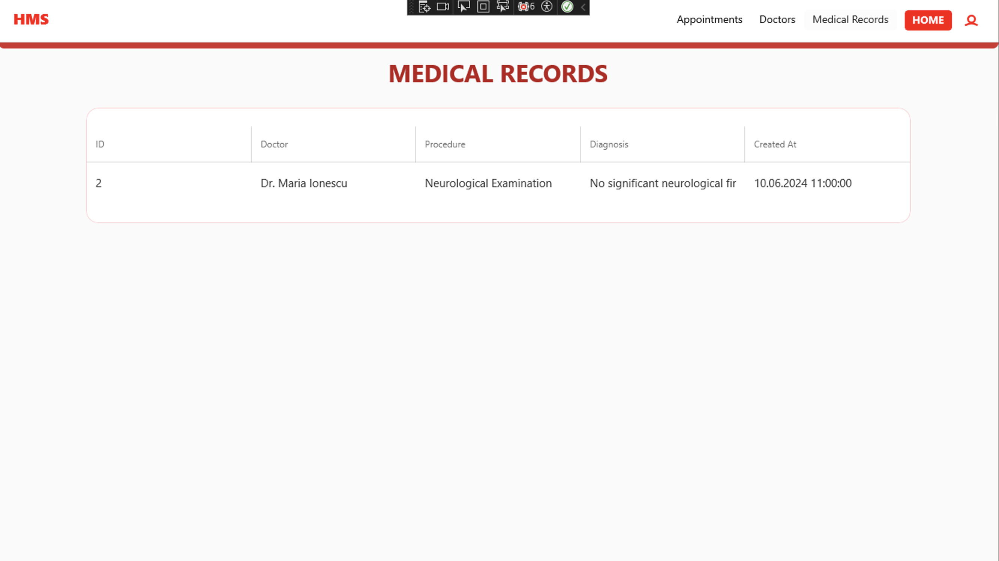 6
HMS
Appointments Doctors Medical Records HOME
MEDICAL RECORDS
ID Doctor Procedure Diagnosis Created At
2 Dr. Maria Ionescu Neurological Examination No significant neurological fir 10.06.2024 11:00:00